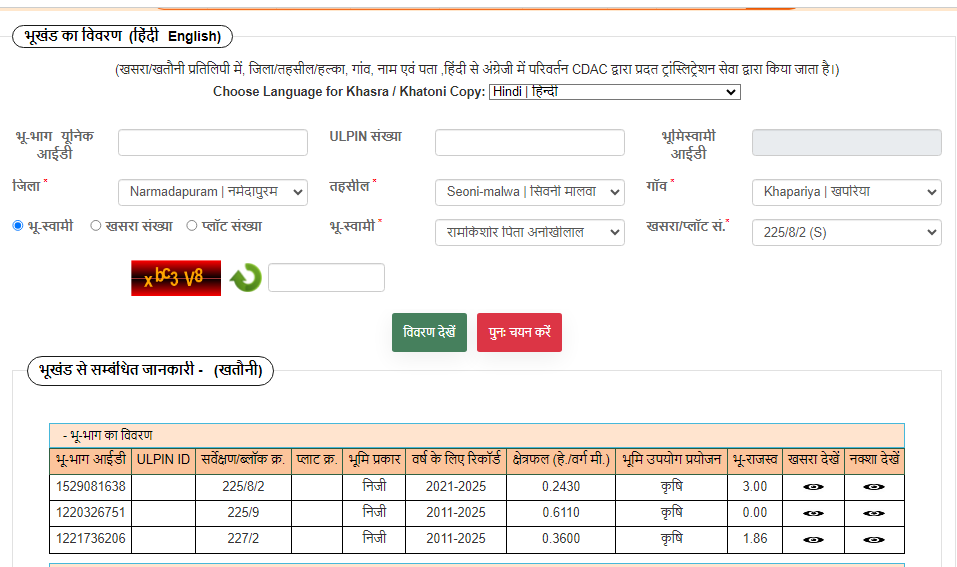 भूखंड का विवरण (हिंदी English)
(खसरा/खतौनी प्रतिलिपी में, जिला/तहसील/हल्का, गांव, नाम एवं पता ,हिंदी से अंग्रेजी में परिवर्तन CDAC द्वारा प्रदत ट्रांस्लिट्रेशन सेवा द्वारा किया जाता है।)
Choose Language for Khasra / Khatoni Copy: Hindi | हिन्दी
भू-भाग यूनिक आईडी ULPIN संख्या भूमिस्वामी आईडी
जिला * Narmadapuram | नर्मदापुरम तहसील * Seoni-malwa | सिवनी मालवा गाँव * Khapariya | खपरिया
भू-स्वामी खसरा संख्या प्लॉट संख्या भू-स्वामी * रामकिशोर पिता अनोखीलाल खसरा/प्लॉट सं.* 225/8/2 (S)
xbc3V8
विवरण देखें पुनः चयन करें
भूखंड से सम्बंधित जानकारी - (खतौनी)
- भू-भाग का विवरण
भू-भाग आईडी ULPIN ID सर्वेक्षण/ब्लॉक क्र. प्लाट क्र. भूमि प्रकार वर्ष के लिए रिकॉर्ड क्षेत्रफल (हे./वर्ग मी.) भूमि उपयोग प्रयोजन भू-राजस्व खसरा देखें नक्शा देखें
1529081638 225/8/2 निजी 2021-2025 0.2430 कृषि 3.00
1220326751 225/9 निजी 2011-2025 0.6110 कृषि 0.00
1221736206 227/2 निजी 2011-2025 0.3600 कृषि 1.86